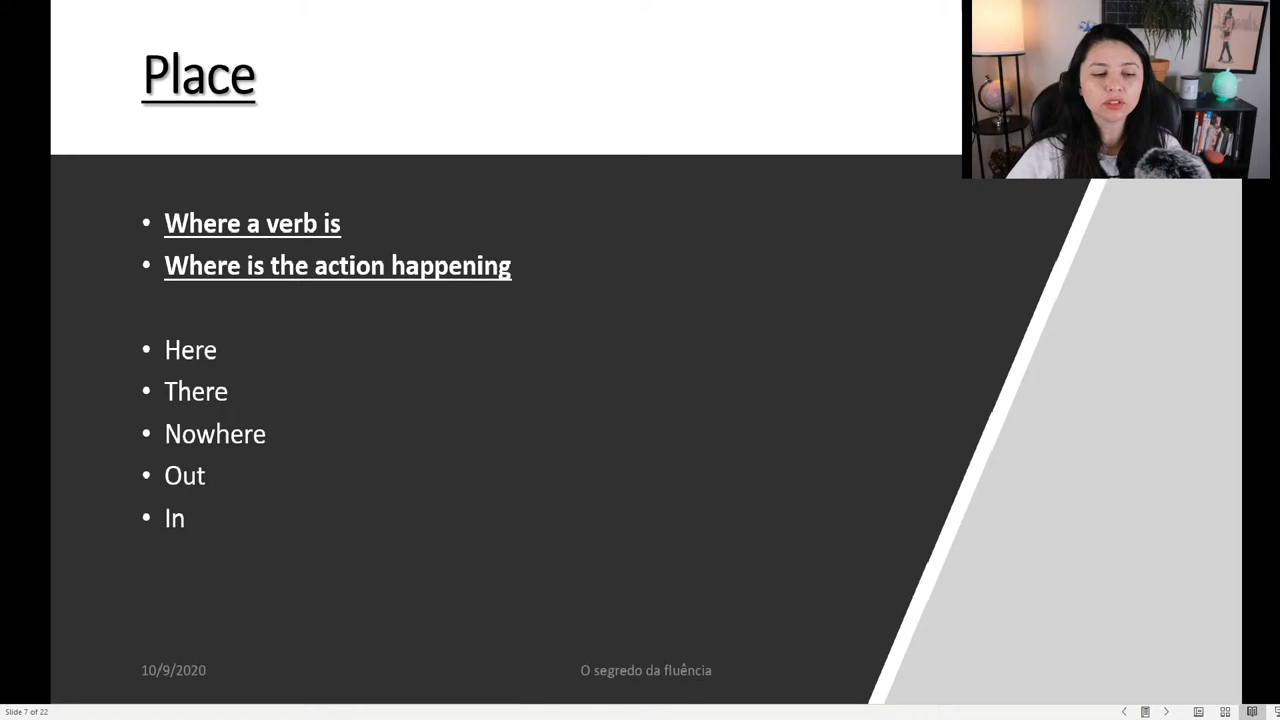 Place
• Where a verb is
• Where is the action happening
• Here
• There
• Nowhere
• Out
• In
10/9/2020
O segredo da fluência
Slide 7 of 22